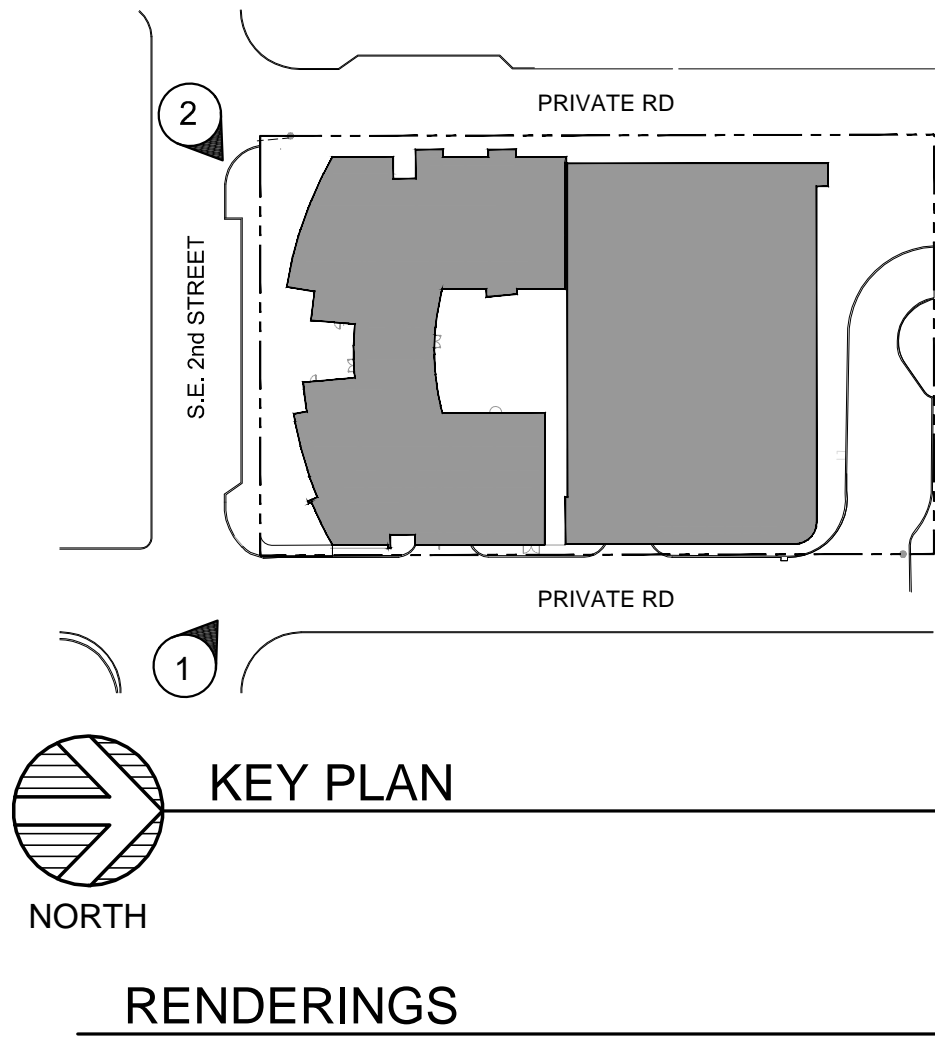 PRIVATE RD
2
S.E. 2nd STREET
PRIVATE RD
1
KEY PLAN
NORTH
RENDERINGS